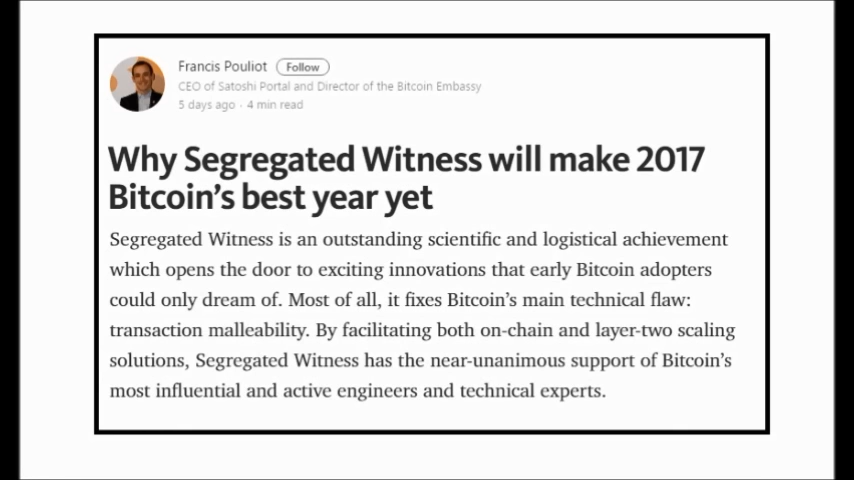 Francis Pouliot Follow
CEO of Satoshi Portal and Director of the Bitcoin Embassy
5 days ago · 4 min read
Why Segregated Witness will make 2017
Bitcoin’s best year yet
Segregated Witness is an outstanding scientific and logistical achievement
which opens the door to exciting innovations that early Bitcoin adopters
could only dream of. Most of all, it fixes Bitcoin’s main technical flaw:
transaction malleability. By facilitating both on-chain and layer-two scaling
solutions, Segregated Witness has the near-unanimous support of Bitcoin’s
most influential and active engineers and technical experts.